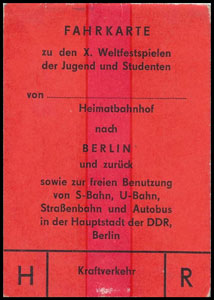 FAHRKARTE
zu den X. Weltfestspielen
der Jugend und Studenten
von
Heimatbahnhof
nach
BERLIN
und zurück
sowie zur freien Benutzung
von S-Bahn, U-Bahn,
Straßenbahn und Autobus
in der Hauptstadt der DDR,
Berlin
H Kraftverkehr R